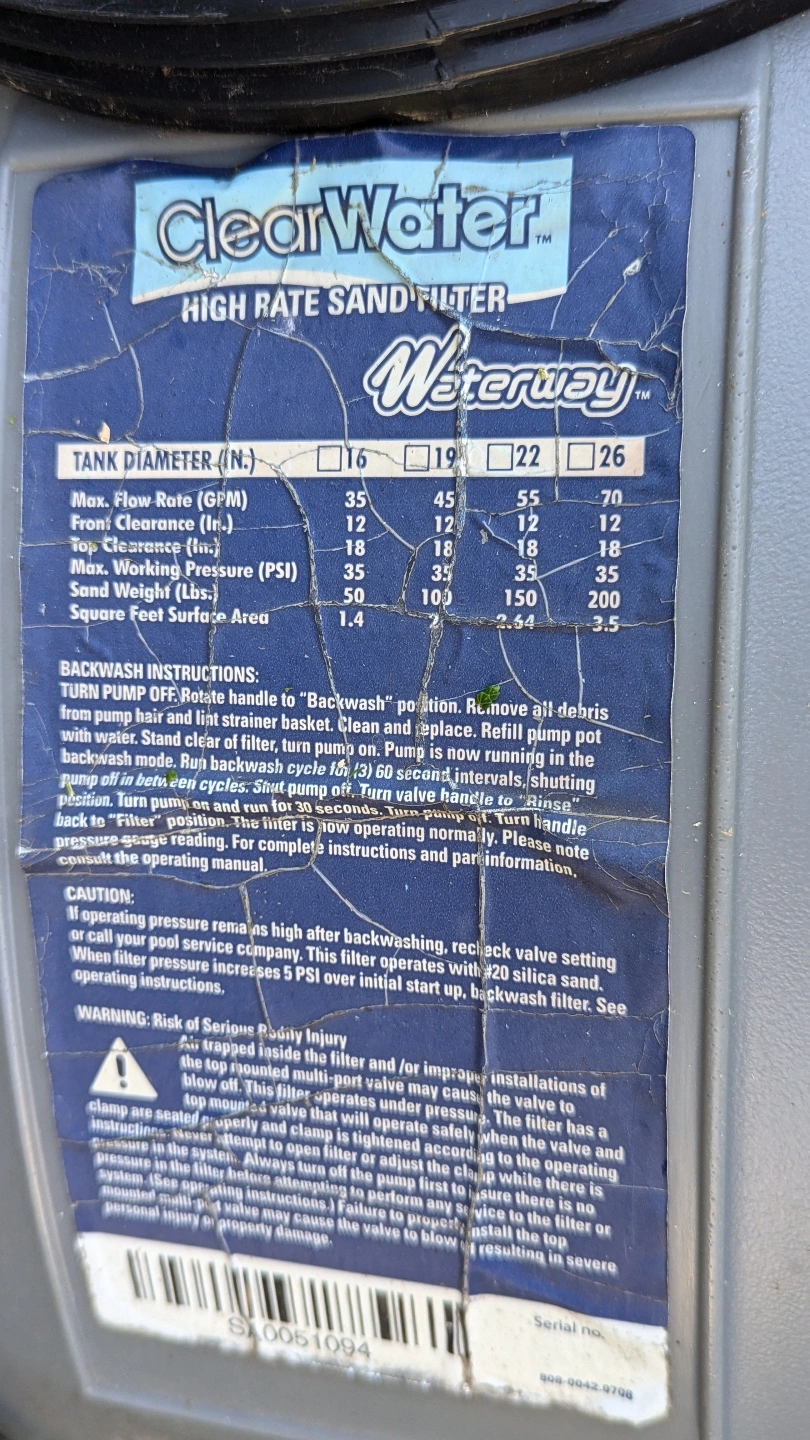 ClearWater™
HIGH RATE SAND FILTER
Waterway™
TANK DIAMETER (IN.) 16 19 22 26
Max. Flow Rate (GPM) 35 45 55 70
Front Clearance (In.) 12 12 12 12
Top Clearance (In.) 18 18 18 18
Max. Working Pressure (PSI) 35 35 35 35
Sand Weight (Lbs.) 50 100 150 200
Square Feet Surface Area 1.4 2.64 3.5
BACKWASH INSTRUCTIONS:
TURN PUMP OFF. Rotate handle to "Backwash" position. Remove all debris
from pump hair and lint strainer basket. Clean and replace. Refill pump pot
with water. Stand clear of filter, turn pump on. Pump is now running in the
backwash mode. Run backwash cycle for (3) 60 second intervals, shutting
pump off in between cycles. Shut pump off. Turn valve handle to "Rinse"
position. Turn pump on and run for 30 seconds. Turn pump off. Turn handle
back to "Filter" position. The filter is now operating normally. Please note
pressure gauge reading. For complete instructions and part information,
consult the operating manual.
CAUTION:
If operating pressure remains high after backwashing, recheck valve setting
or call your pool service company. This filter operates with #20 silica sand.
When filter pressure increases 5 PSI over initial start up, backwash filter. See
operating instructions.
WARNING: Risk of Serious Bodily Injury
Air trapped inside the filter and /or improper installations of
the top mounted multi-port valve may cause the valve to
blow off. This filter operates under pressure. The filter has a
top mounted valve that will operate safely when the valve and
clamp are sealed properly and clamp is tightened according to the operating
instructions. Never attempt to open filter or adjust the clamp while there is
pressure in the system. Always turn off the pump first to ensure there is no
pressure in the filter before attempting to perform any service to the filter or
system. (See operating instructions.) Failure to properly install the top
mounted valve may cause the valve to blow resulting in severe
personal injury or property damage.
0051094
Serial no.